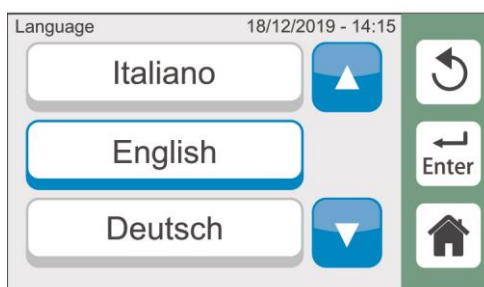 Language 18/12/2019 - 14:15
Italiano
English
Enter
Deutsch